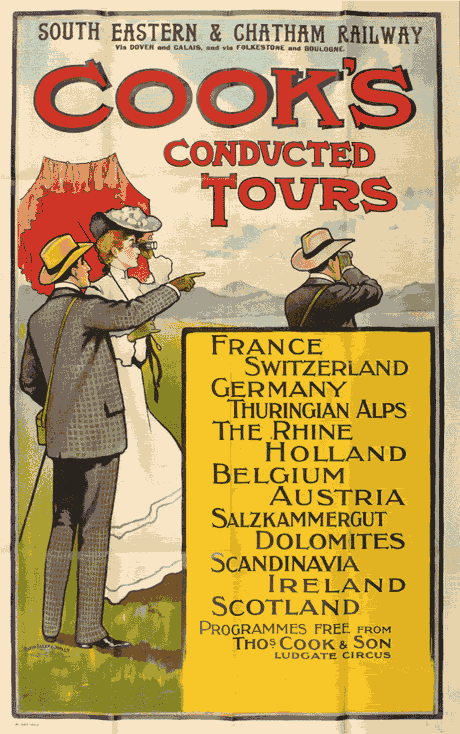 SOUTH EASTERN & CHATHAM RAILWAY
Via DOVER and CALAIS, and via FOLKESTONE and BOULOGNE.
COOK'S
CONDUCTED
TOURS
FRANCE
SWITZERLAND
GERMANY
THURINGIAN ALPS
THE RHINE
HOLLAND
BELGIUM
AUSTRIA
SALZKAMMERGUT
DOLOMITES
SCANDINAVIA
IRELAND
SCOTLAND
PROGRAMMES FREE FROM
THOS COOK & SON
LUDGATE CIRCUS